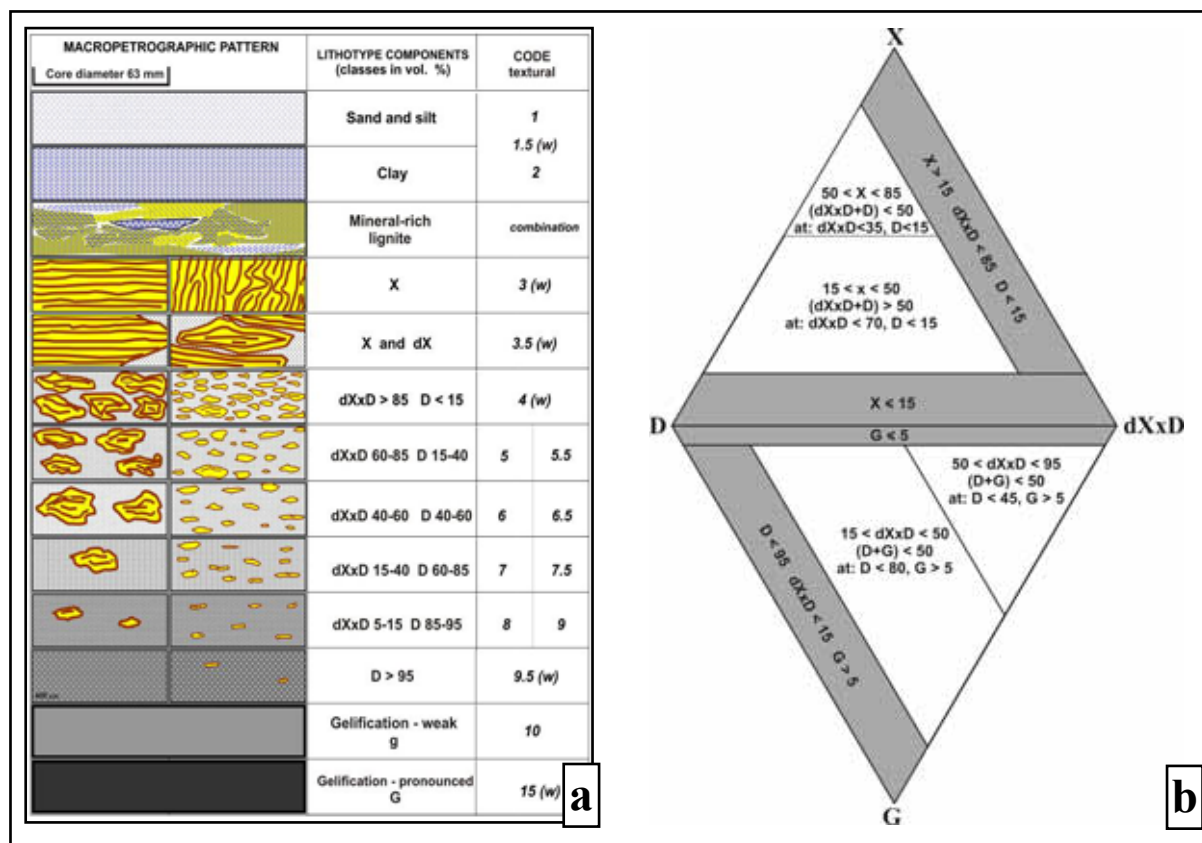 MACROPETROGRAPHIC PATTERN
Core diameter 63 mm
LITHOTYPE COMPONENTS
(classes in vol. %)
CODE
textural
Sand and silt
1
1.5 (w)
Clay
2
Mineral-rich
lignite
combination
X
3 (w)
X and dX
3.5 (w)
dXxD > 85 D < 15
4 (w)
dXxD 60-85 D 15-40
5
5.5
dXxD 40-60 D 40-60
6
6.5
dXxD 15-40 D 60-85
7
7.5
dXxD 5-15 D 85-95
8
9
D > 95
9.5 (w)
Gelification - weak
g
10
Gelification - pronounced
G
15 (w)
a
X
X > 15 dXxD < 85 D < 15
50 < X < 85
(dXxD+D) < 50
at: dXxD<35, D<15
15 < x < 50
(dXxD+D) > 50
at: dXxD < 70, D < 15
X < 15
D
dXxD
G < 5
50 < dXxD < 95
(D+G) < 50
at: D < 45, G > 5
15 < dXxD < 50
(D+G) < 50
at: D < 80, G > 5
D < 95 dXxD < 15 G > 5
G
b